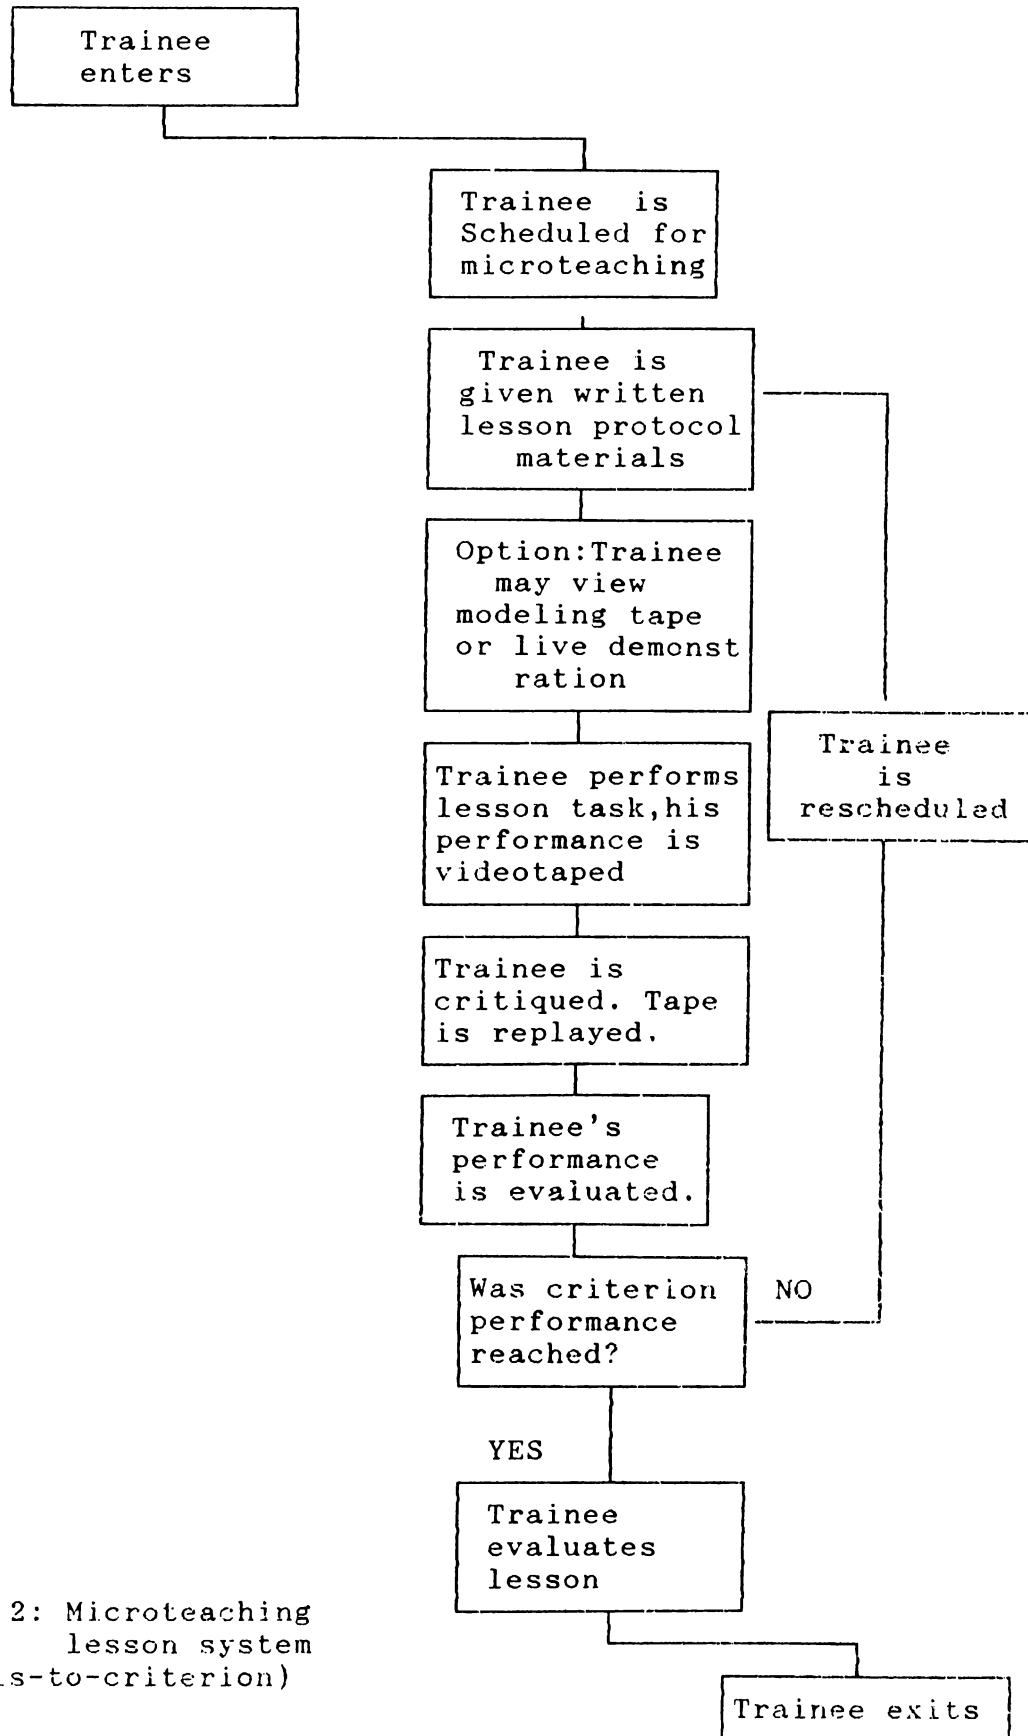 Trainee
enters
Trainee is
Scheduled for
microteaching
Trainee is
given written
lesson protocol
materials
Option:Trainee
may view
modeling tape
or live demonst
ration
Trainee
is
rescheduled
Trainee performs
lesson task,his
performance is
videotaped
Trainee is
critiqued. Tape
is replayed.
Trainee's
performance
is evaluated.
Was criterion
performance
reached?
NO
YES
Trainee
evaluates
lesson
2: Microteaching
lesson system
s-to-criterion)
Trainee exits